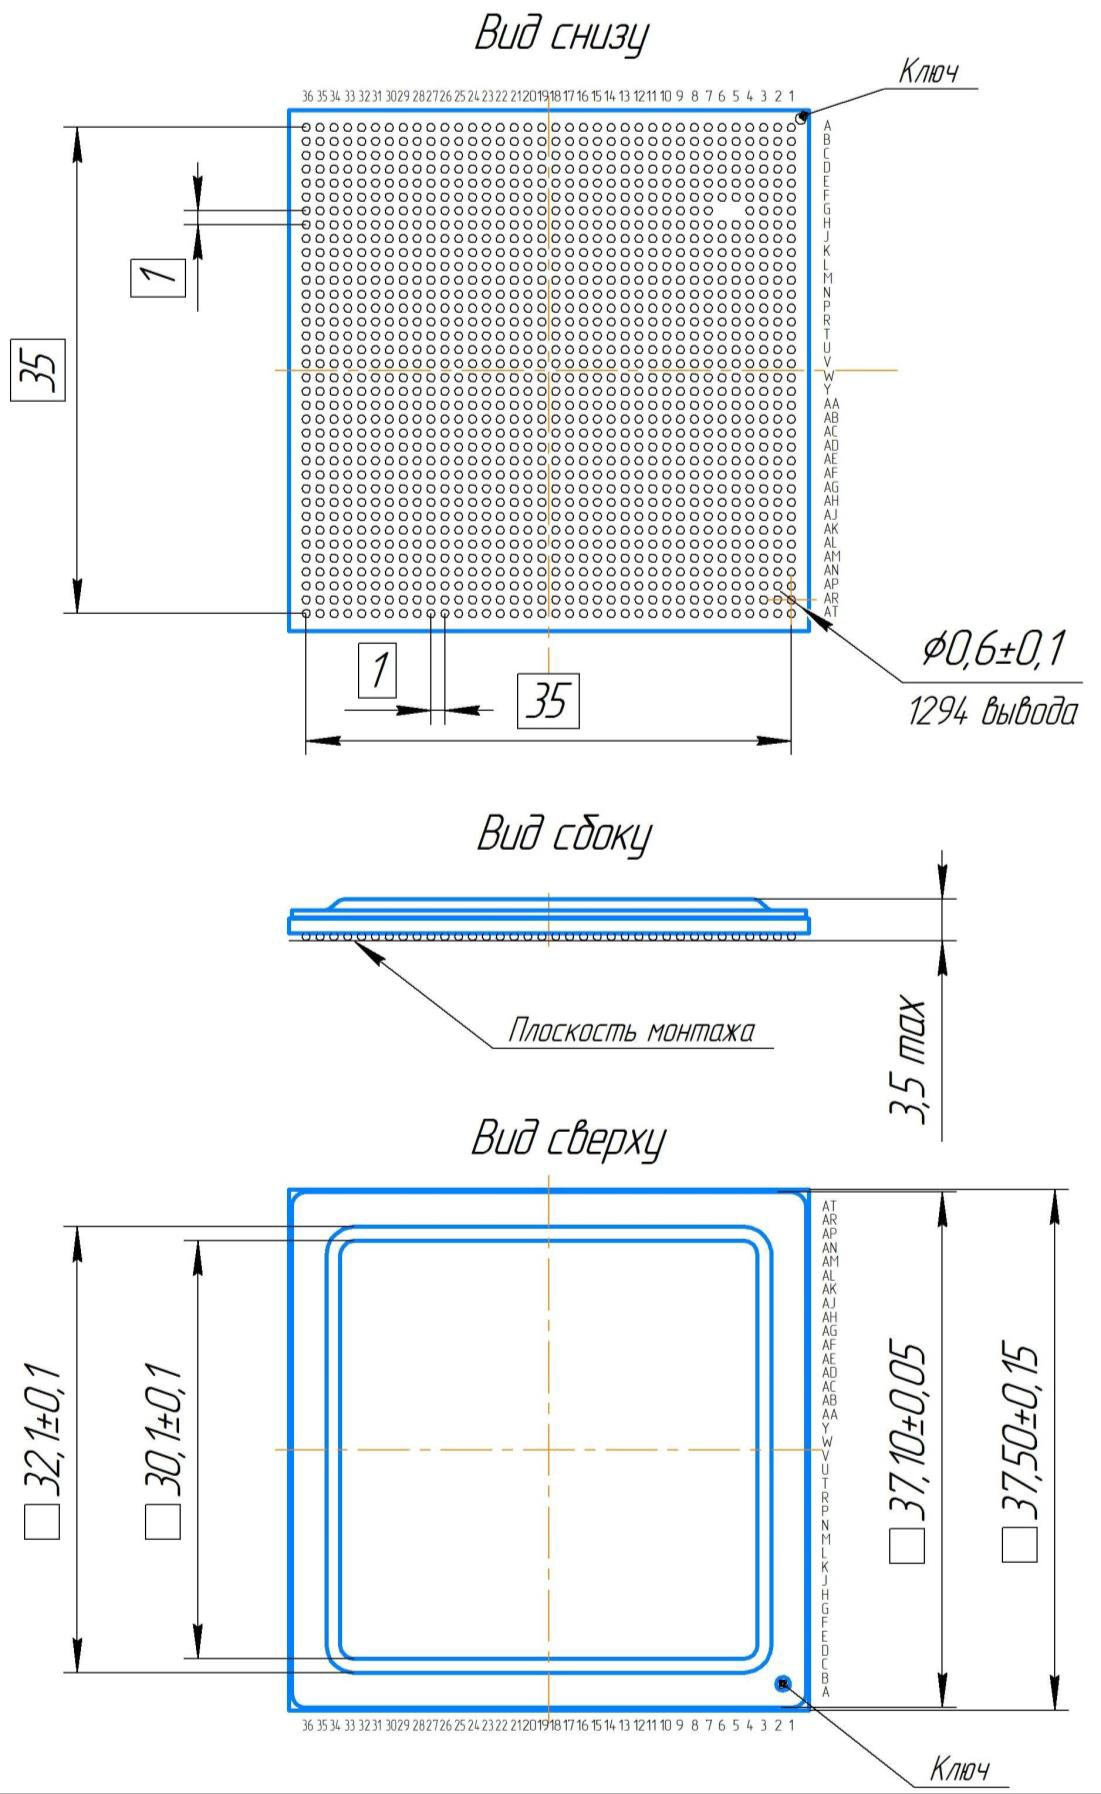 Вид снизу
Ключ
36 35 34 33 32 31 30 29 28 27 26 25 24 23 22 21 20 19 18 17 16 15 14 13 12 11 10 9 8 7 6 5 4 3 2 1
A
B
C
D
E
F
G
H
J
K
L
M
N
P
R
T
U
V
W
Y
AA
AB
AC
AD
AE
AF
AG
AH
AJ
AK
AL
AM
AN
AP
AR
AT
1
35
1
35
ϕ0,6±0,1
1294 вывода
Вид сбоку
Плоскость монтажа
3,5 max
Вид сверху
AT
AR
AP
AN
AM
AL
AK
AJ
AH
AG
AF
AE
AD
AC
AB
AA
Y
W
V
U
T
R
P
N
M
L
K
J
H
G
F
E
D
C
B
A
□32,1±0,1
□30,1±0,1
□37,10±0,05
□37,50±0,15
36 35 34 33 32 31 30 29 28 27 26 25 24 23 22 21 20 19 18 17 16 15 14 13 12 11 10 9 8 7 6 5 4 3 2 1
Ключ